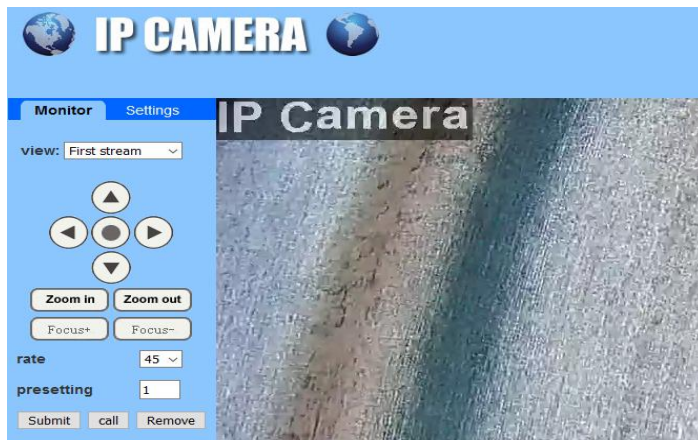 IP CAMERA
Monitor Settings
IP Camera
view: First stream
Zoom in Zoom out
Focus+ Focus-
rate 45
presetting 1
Submit call Remove